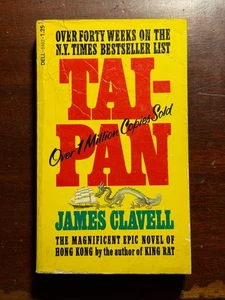 OVER FORTY WEEKS ON THE
N.Y. TIMES BESTSELLER LIST
TAI-
Over 1 Million Copies Sold
PAN
JAMES CLAVELL
THE MAGNIFICENT EPIC NOVEL OF
HONG KONG by the author of KING RAT
DELL